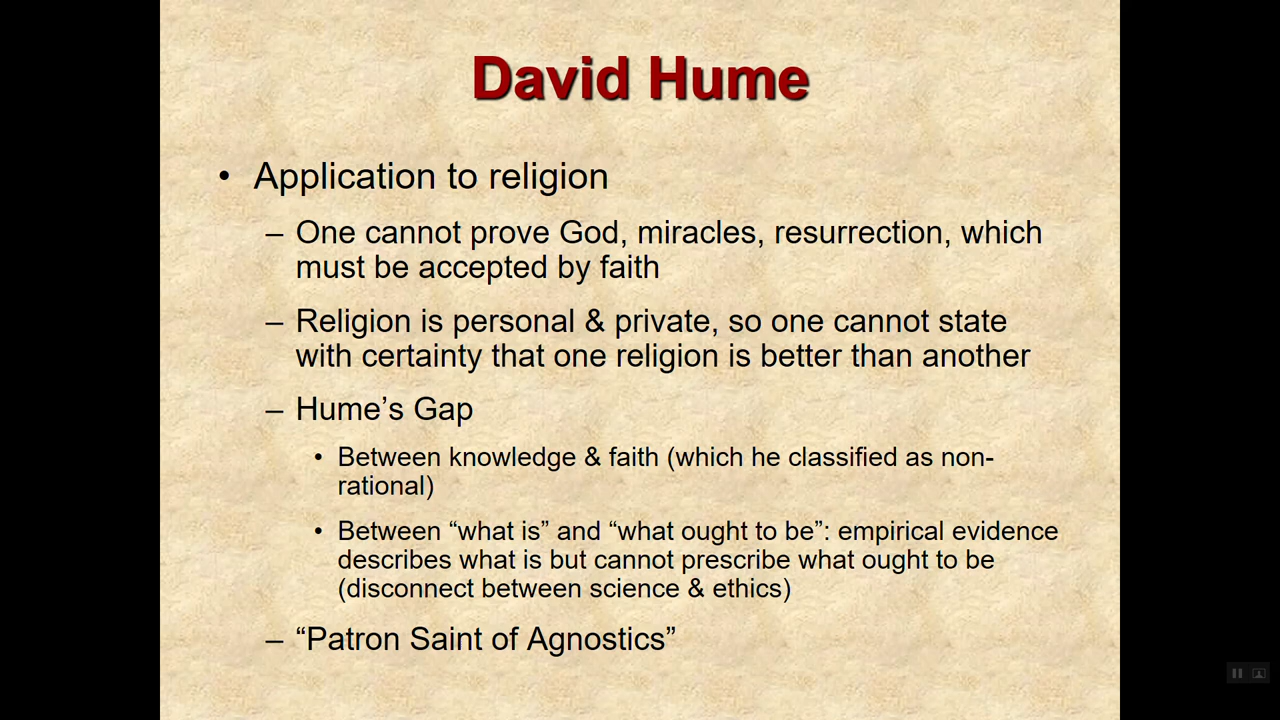 David Hume
• Application to religion
– One cannot prove God, miracles, resurrection, which
must be accepted by faith
– Religion is personal & private, so one cannot state
with certainty that one religion is better than another
– Hume’s Gap
• Between knowledge & faith (which he classified as non-
rational)
• Between “what is” and “what ought to be”: empirical evidence
describes what is but cannot prescribe what ought to be
(disconnect between science & ethics)
– “Patron Saint of Agnostics”